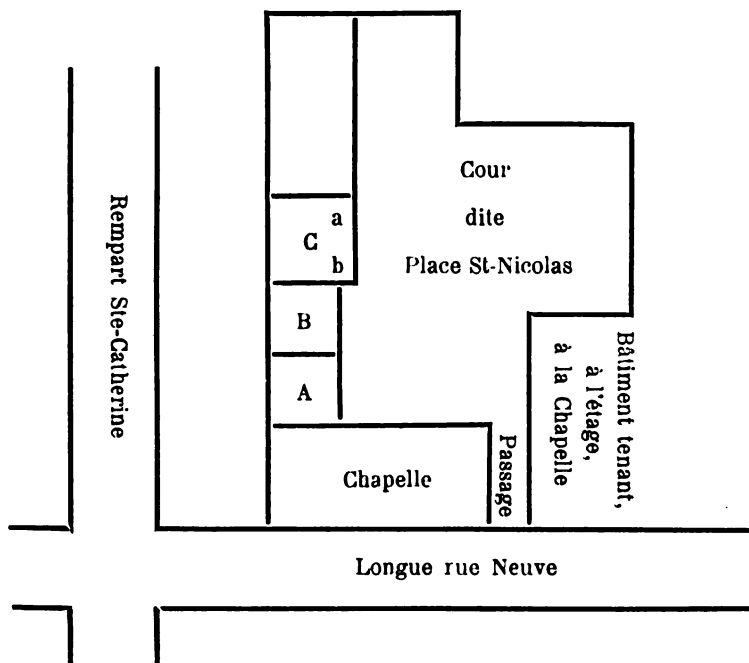 Rempart Ste-Catherine
a
C
b
B
A
Cour
dite
Place St-Nicolas
Bâtiment tenant,
à l'étage,
à la Chapelle
Passage
Chapelle
Longue rue Neuve